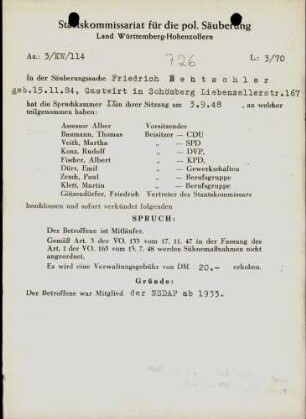 Staatskommissariat für die pol. Säuberung
Land Württemberg-Hohenzollern
Az.: 3/KW/114
726
L.: 3/70
In der Säuberungssache Friedrich Rentschler
geb.15.11.84, Gastwirt in Schömberg Liebenzellerstr.167
hat die Spruchkammer IX in ihrer Sitzung am 3.9.48, an welcher
teilgenommen haben:
Assessor Alber Vorsitzender
Baumann, Thomas Beisitzer – CDU
Veith, Martha „ – SPD
Konz, Rudolf „ – DVP,
Fischer, Albert „ – KPD,
Dürr, Emil „ – Gewerkschaften
Zesch, Paul „ – Berufsgruppe
Klett, Martin „ – Berufsgruppe
Götzendörfer, Friedrich Vertreter des Staatskommissars
beschlossen und sofort verkündet folgenden
SPRUCH:
Der Betroffene ist Mitläufer.
Gemäß Art. 3 der VO. 133 vom 17. 11. 47 in der Fassung des
Art. 1 der VO. 165 vom 13. 7. 48 werden Sühnemaßnahmen nicht
angeordnet.
Es wird eine Verwaltungsgebühr von DM 20,- erhoben.
Gründe:
Der Betroffene war Mitglied der NSDAP ab 1933.